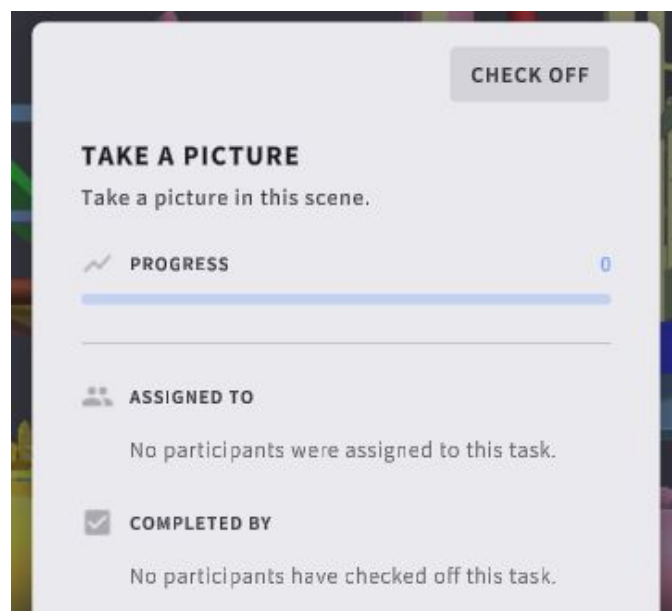 CHECK OFF
TAKE A PICTURE
Take a picture in this scene.
PROGRESS 0
ASSIGNED TO
No participants were assigned to this task.
COMPLETED BY
No participants have checked off this task.